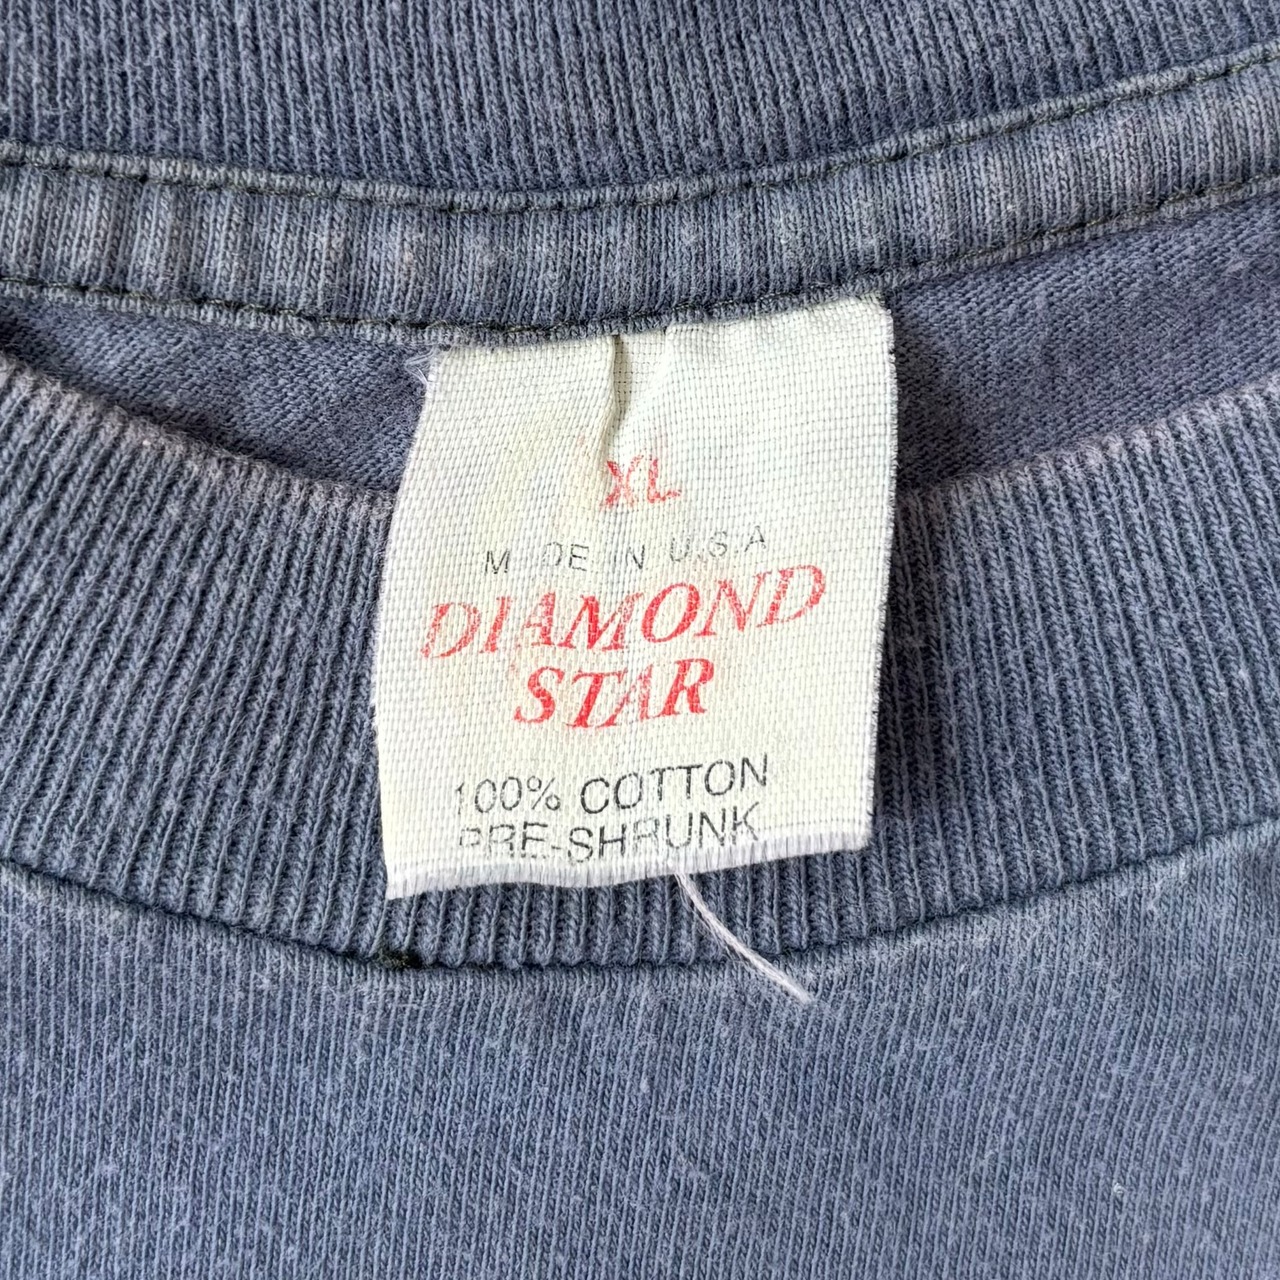 XL
MADE IN U.S.A
DIAMOND
STAR
100% COTTON
PRE-SHRUNK